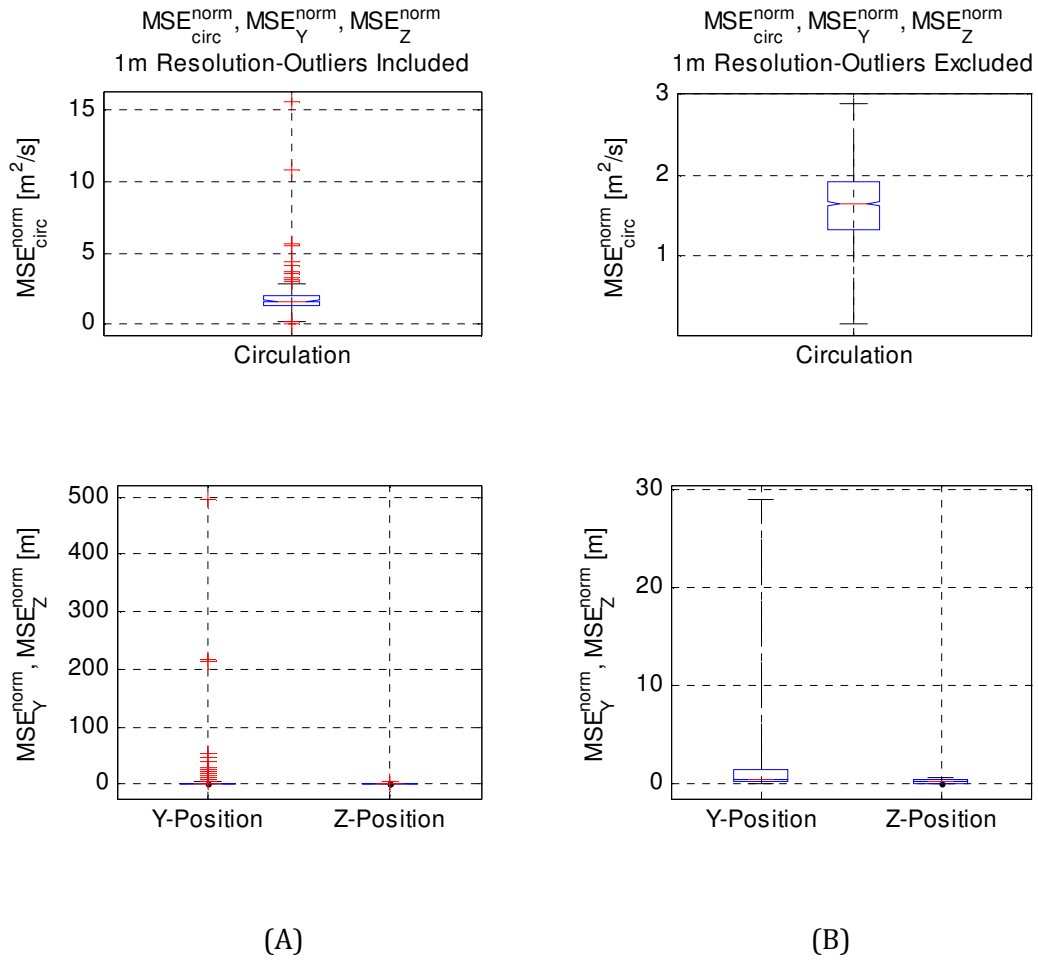 MSE^norm_circ, MSE^norm_Y, MSE^norm_Z
1m Resolution-Outliers Included
MSE^norm_circ [m^2/s]
15
10
5
0
Circulation
MSE^norm_circ, MSE^norm_Y, MSE^norm_Z
1m Resolution-Outliers Excluded
MSE^norm_circ [m^2/s]
3
2
1
Circulation
MSE^norm_Y, MSE^norm_Z [m]
500
400
300
200
100
0
Y-Position Z-Position
MSE^norm_Y, MSE^norm_Z [m]
30
20
10
0
Y-Position Z-Position
(A)
(B)